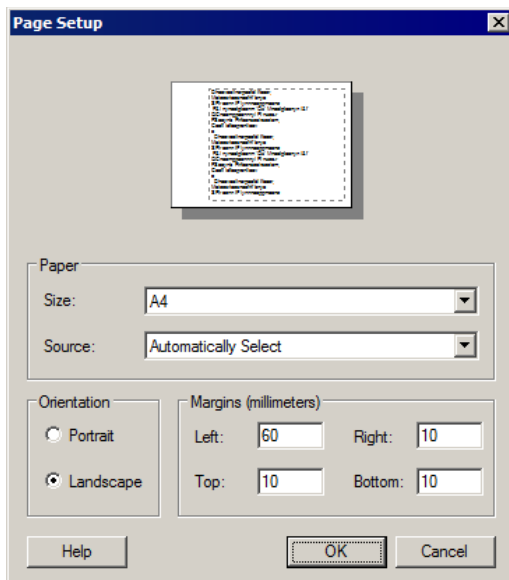 Page Setup
Paper
Size: A4
Source: Automatically Select
Orientation
Portrait
Landscape
Margins (millimeters)
Left: 60 Right: 10
Top: 10 Bottom: 10
Help OK Cancel